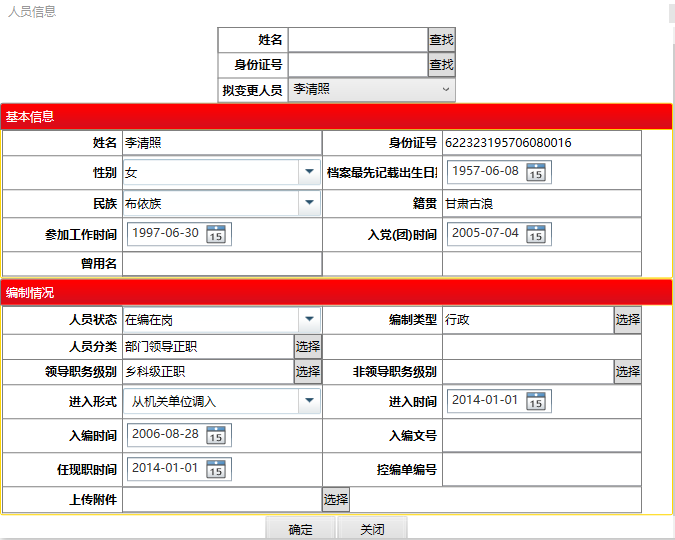 人员信息
姓名 查找
身份证号 查找
拟变更人员 李清照
基本信息
姓名 李清照 身份证号 622323195706080016
性别 女 档案最先记载出生日 1957-06-08 15
民族 布依族 籍贯 甘肃古浪
参加工作时间 1997-06-30 15 入党(团)时间 2005-07-04 15
曾用名
编制情况
人员状态 在编在岗 编制类型 行政 选择
人员分类 部门领导正职 选择
领导职务级别 乡科级正职 选择 非领导职务级别 选择
进入形式 从机关单位调入 进入时间 2014-01-01 15
入编时间 2006-08-28 15 入编文号
任现职时间 2014-01-01 15 控编单编号
上传附件 选择
确定 关闭